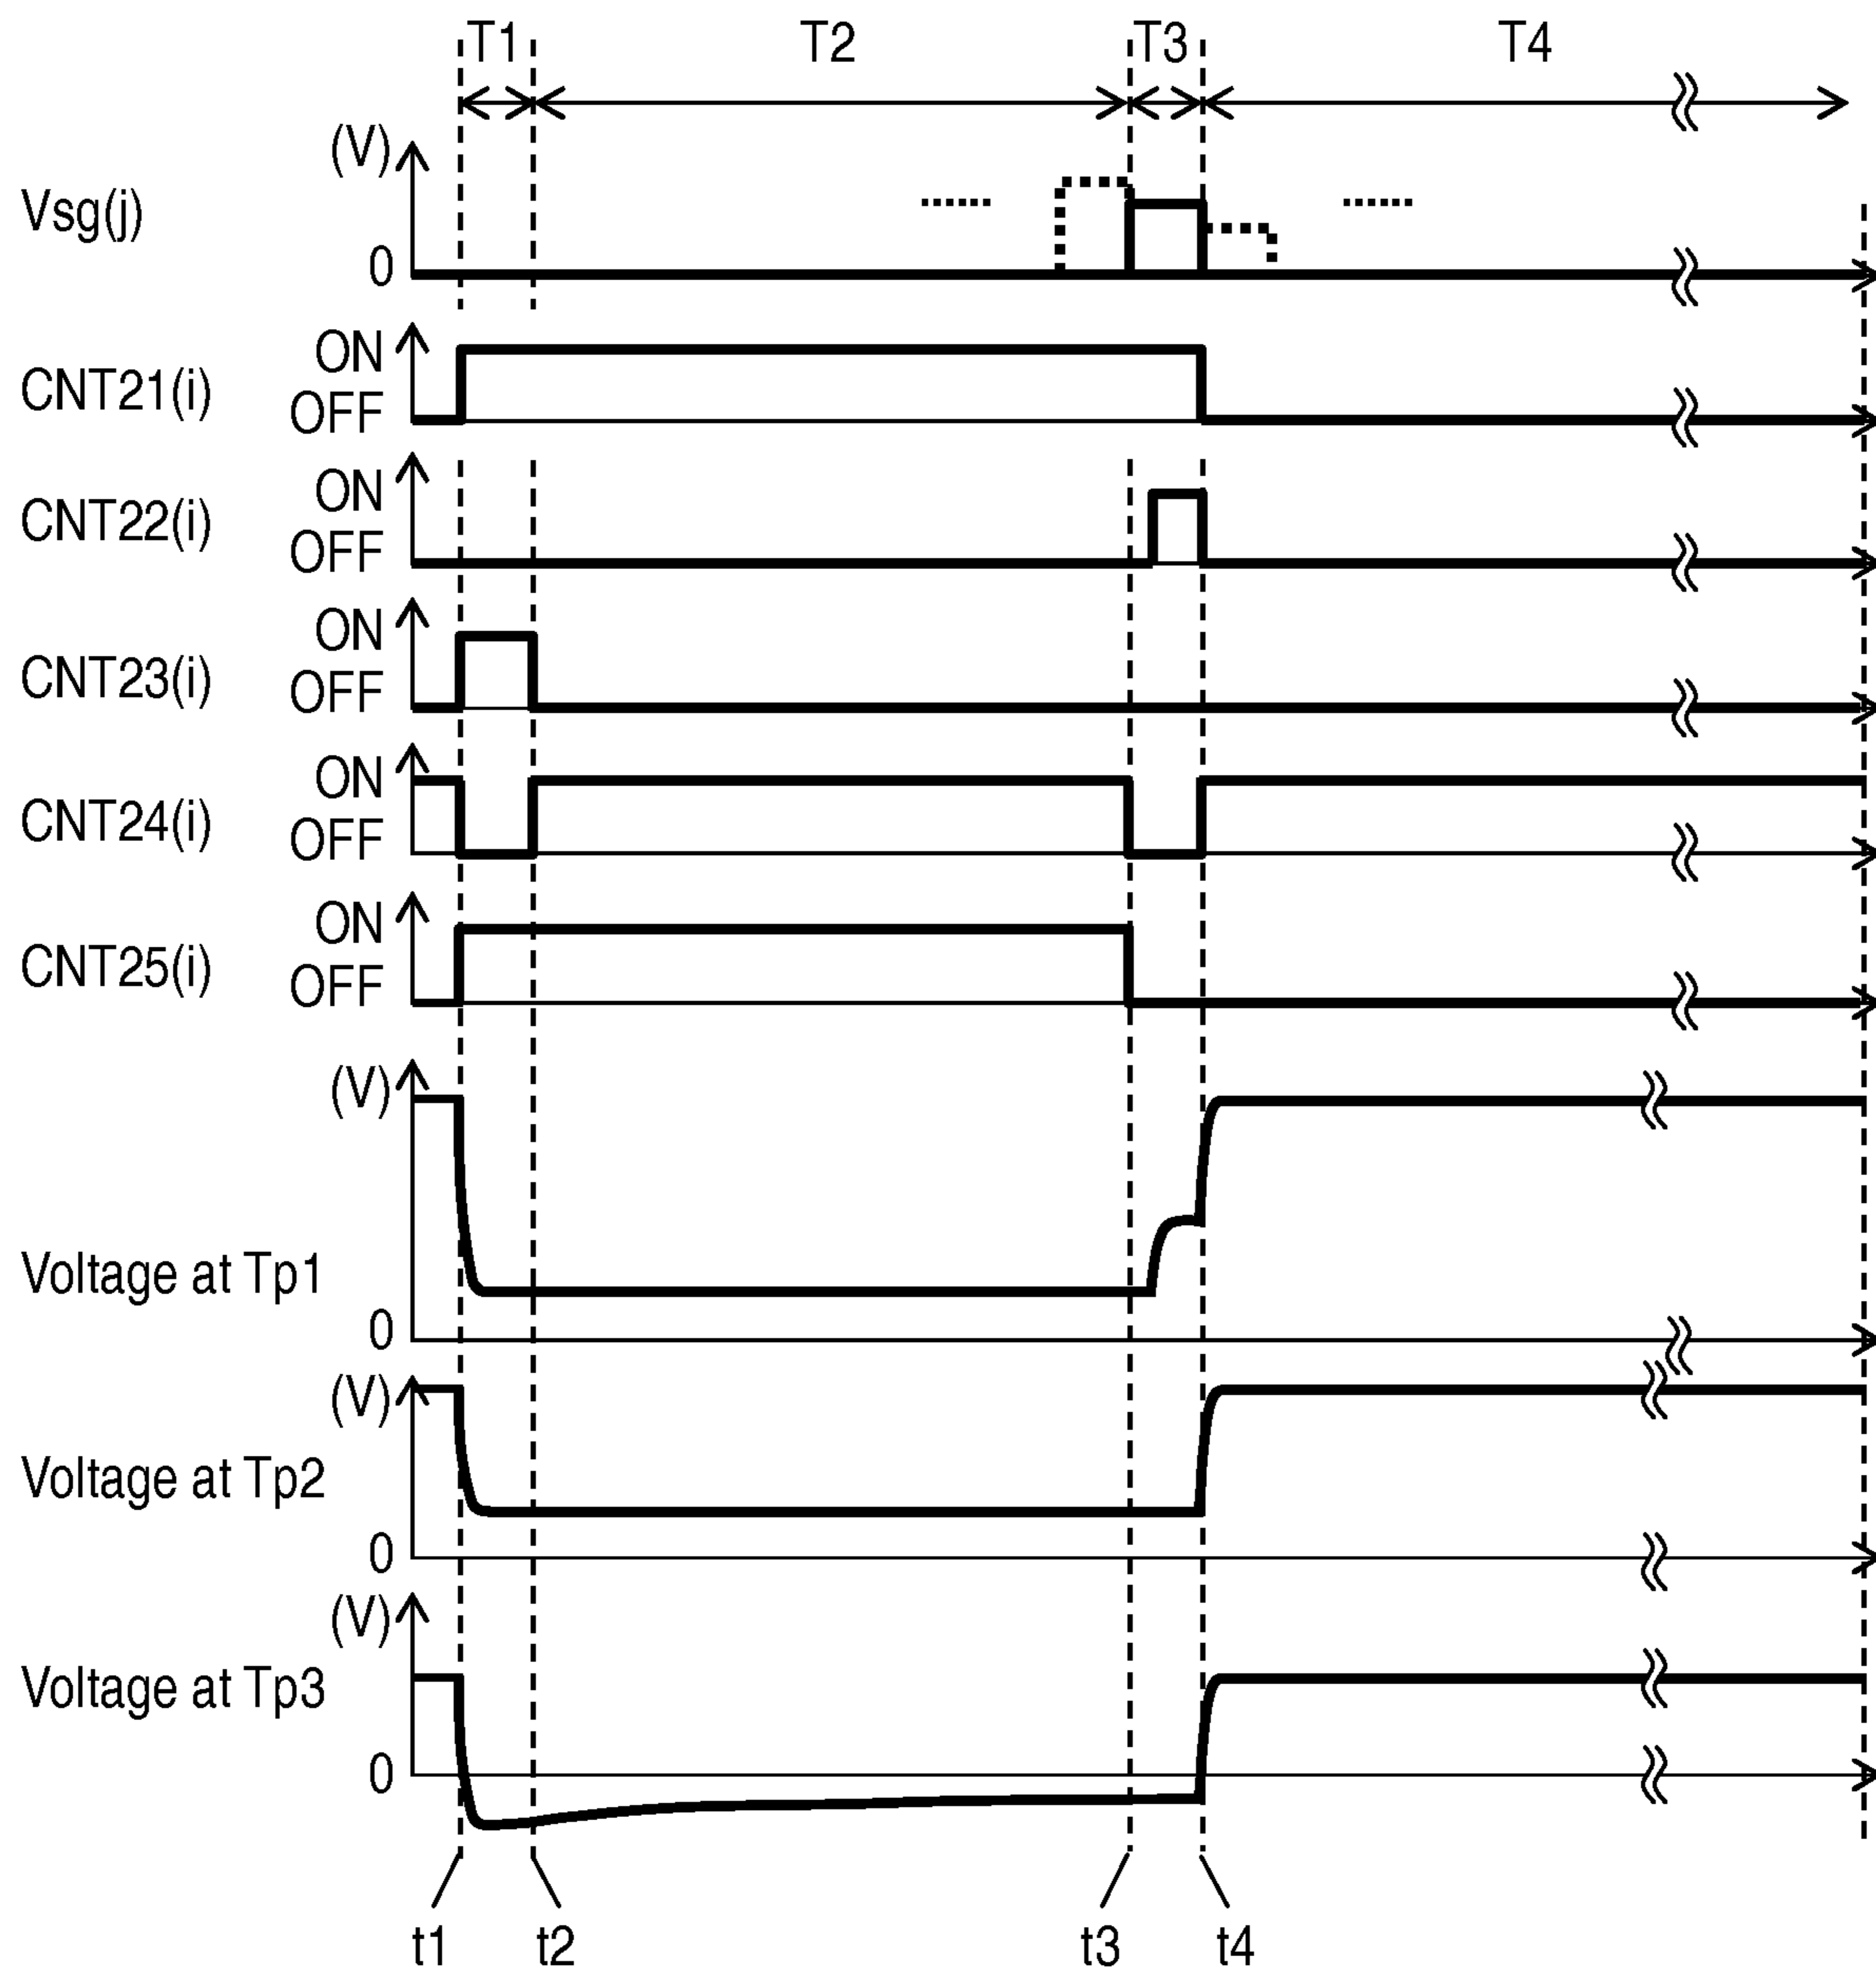 T1 T2 T3 T4
(V)
Vsg(j)
0
ON
CNT21(i)
OFF
ON
CNT22(i)
OFF
ON
CNT23(i)
OFF
ON
CNT24(i)
OFF
ON
CNT25(i)
OFF
(V)
Voltage at Tp1
0
(V)
Voltage at Tp2
0
(V)
Voltage at Tp3
0
t1 t2 t3 t4